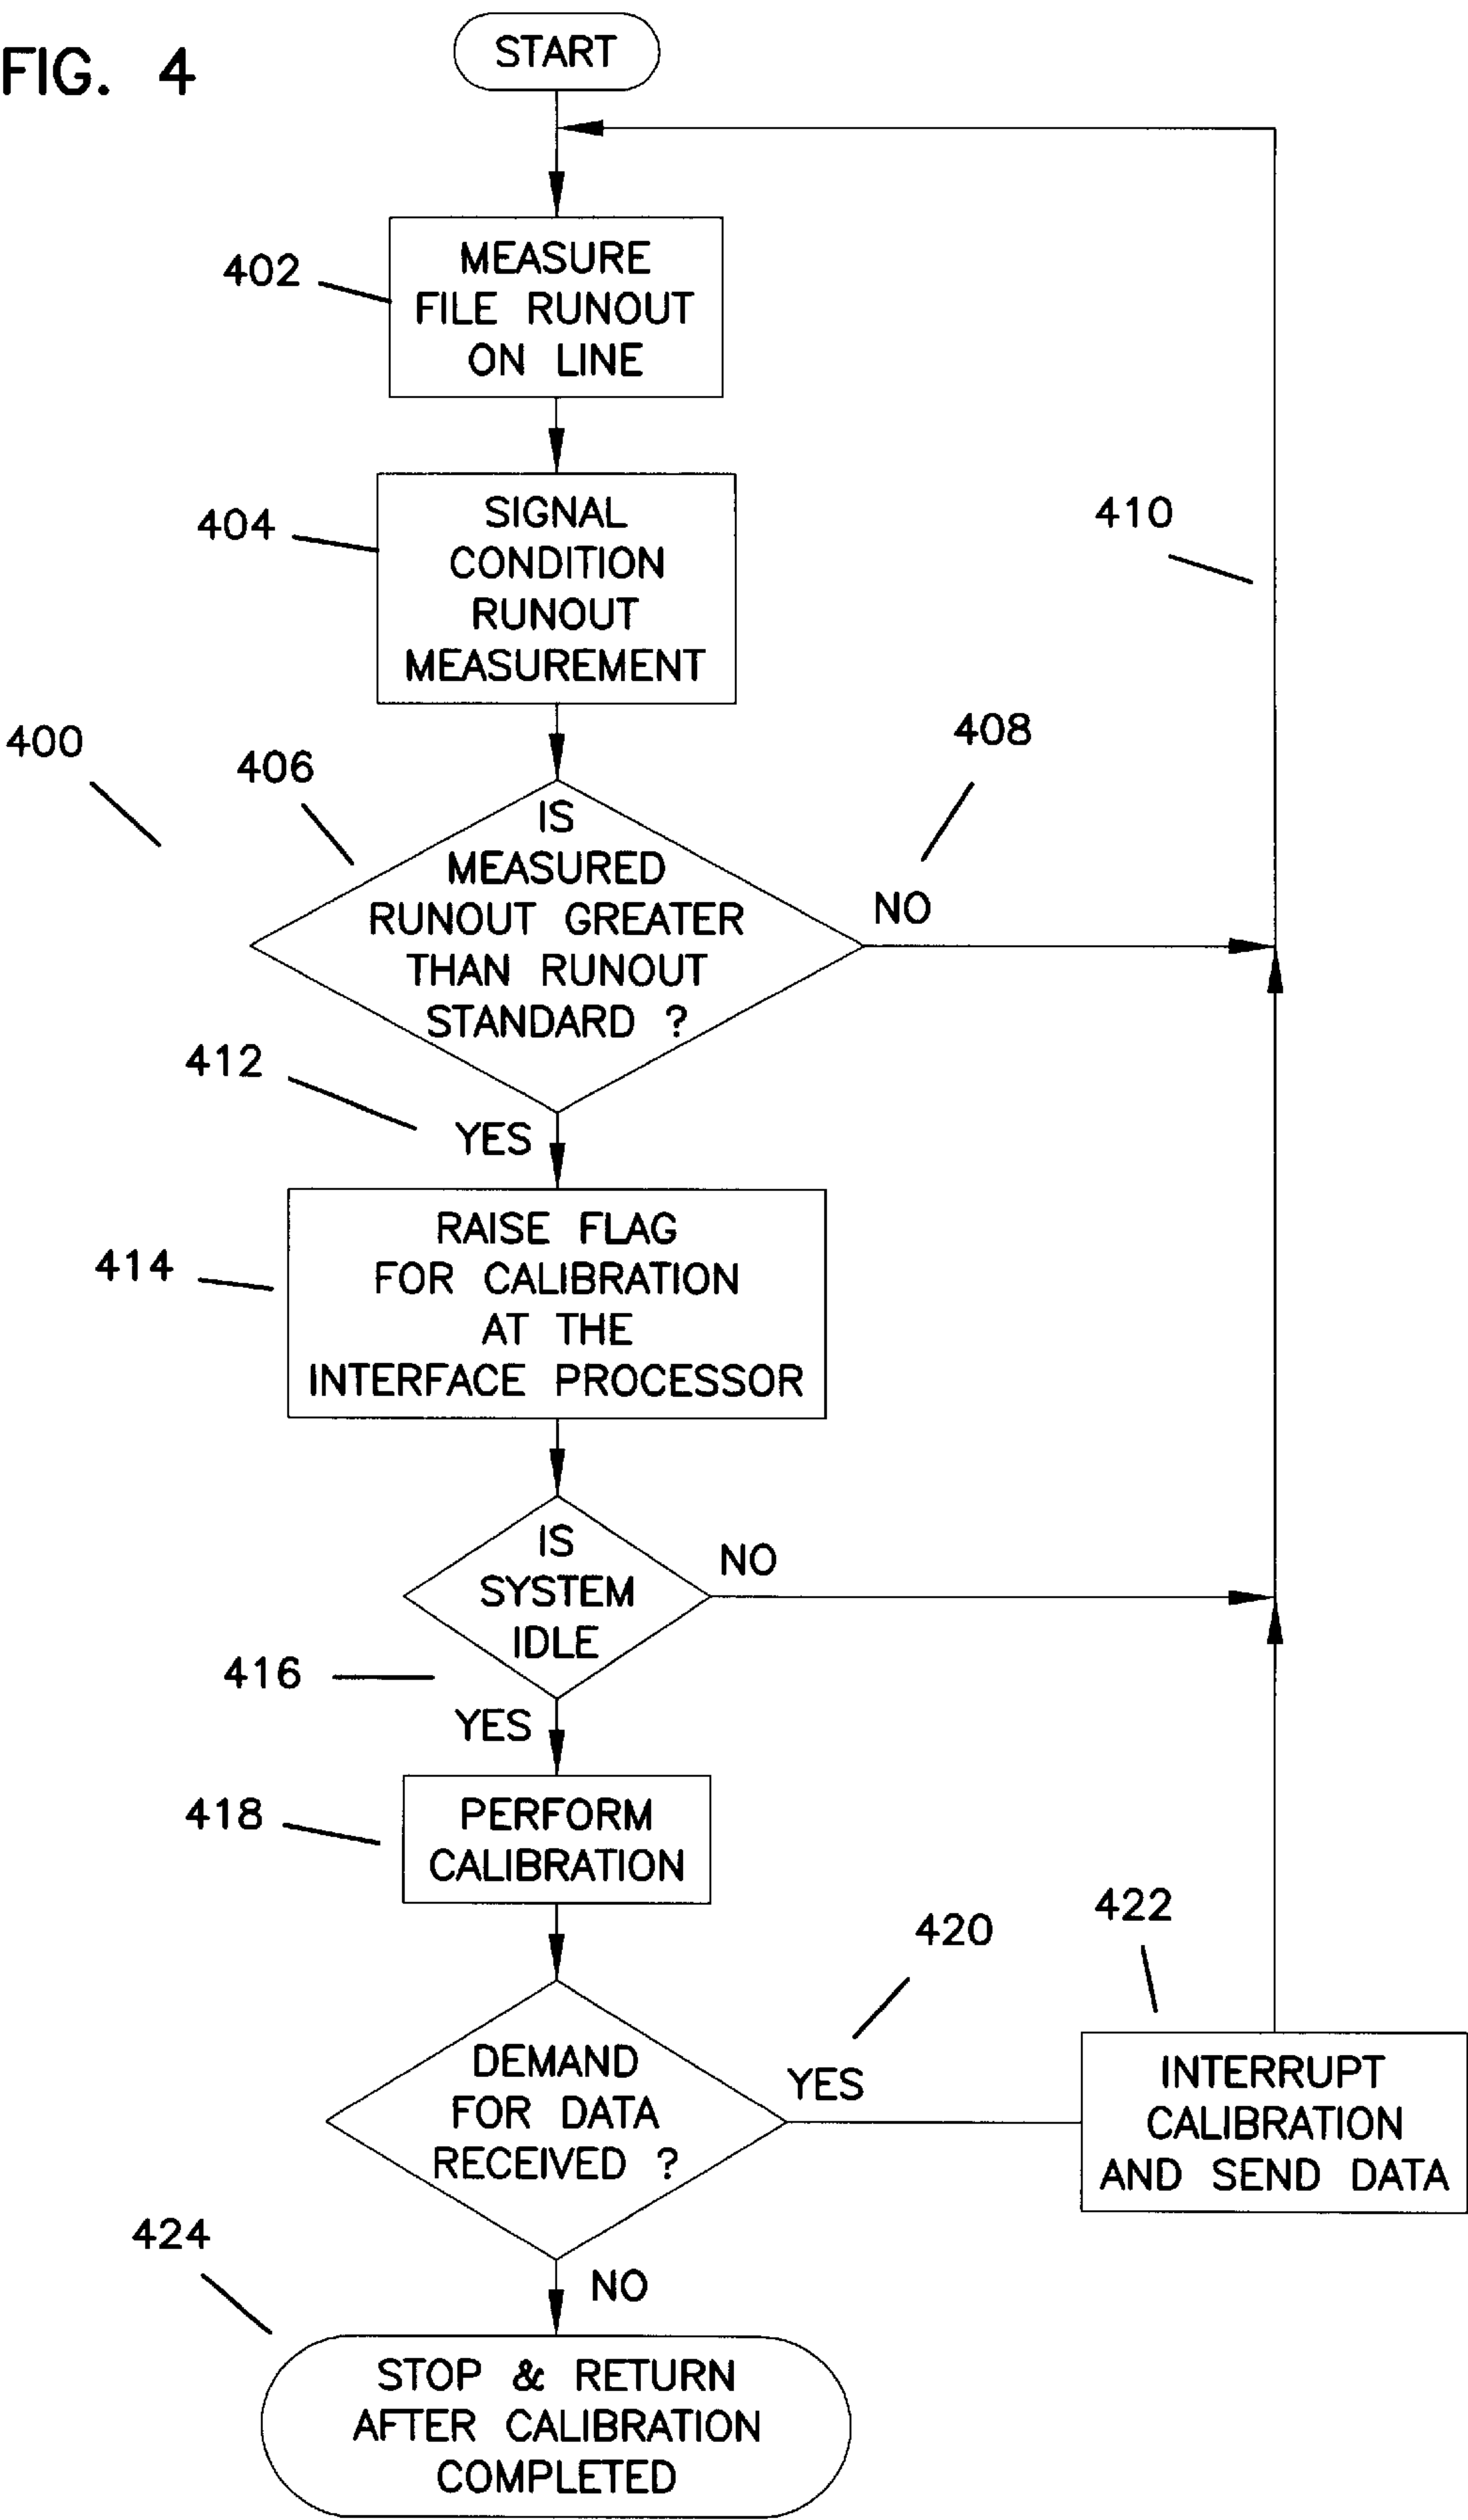 FIG. 4
START
402
MEASURE
FILE RUNOUT
ON LINE
404
SIGNAL
CONDITION
RUNOUT
MEASUREMENT
410
400
406
408
IS
MEASURED
RUNOUT GREATER
THAN RUNOUT
STANDARD ?
NO
412
YES
414
RAISE FLAG
FOR CALIBRATION
AT THE
INTERFACE PROCESSOR
IS
SYSTEM
IDLE
NO
416
YES
418
PERFORM
CALIBRATION
420
422
DEMAND
FOR DATA
RECEIVED ?
YES
INTERRUPT
CALIBRATION
AND SEND DATA
424
NO
STOP & RETURN
AFTER CALIBRATION
COMPLETED